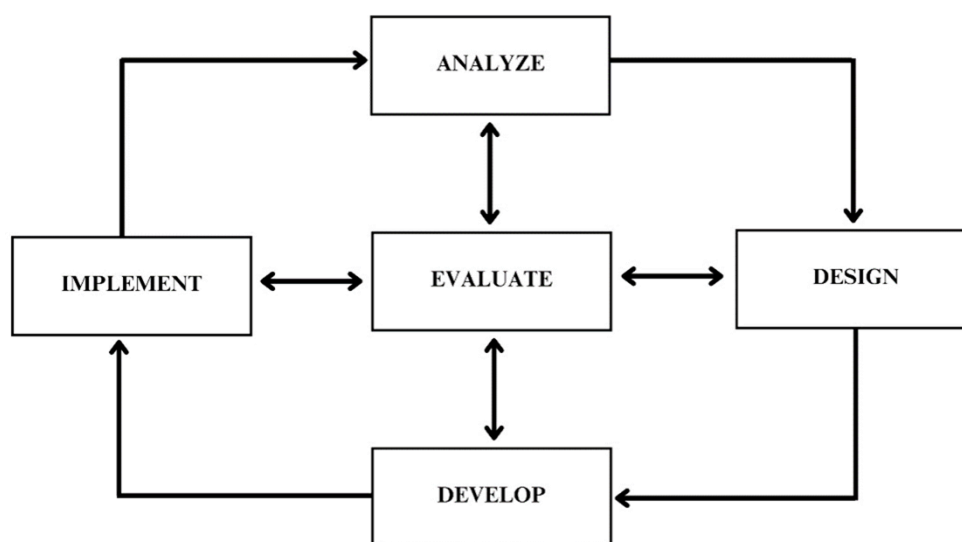 ANALYZE
IMPLEMENT
EVALUATE
DESIGN
DEVELOP